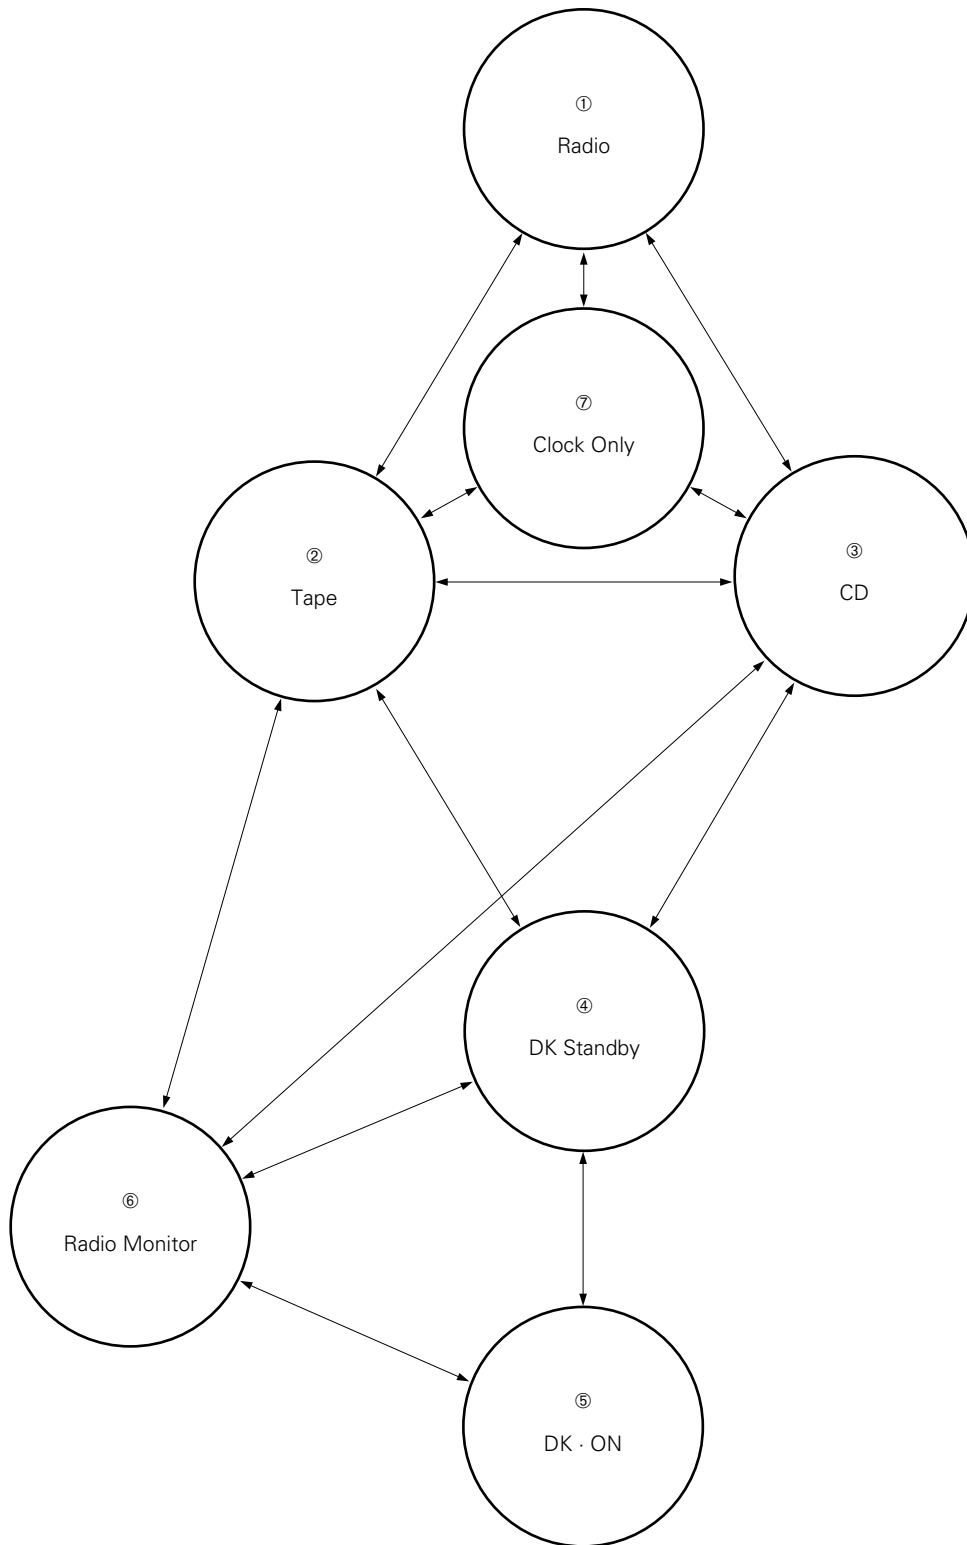 ①
Radio
⑦
Clock Only
②
Tape
③
CD
④
DK Standby
⑥
Radio Monitor
⑤
DK · ON